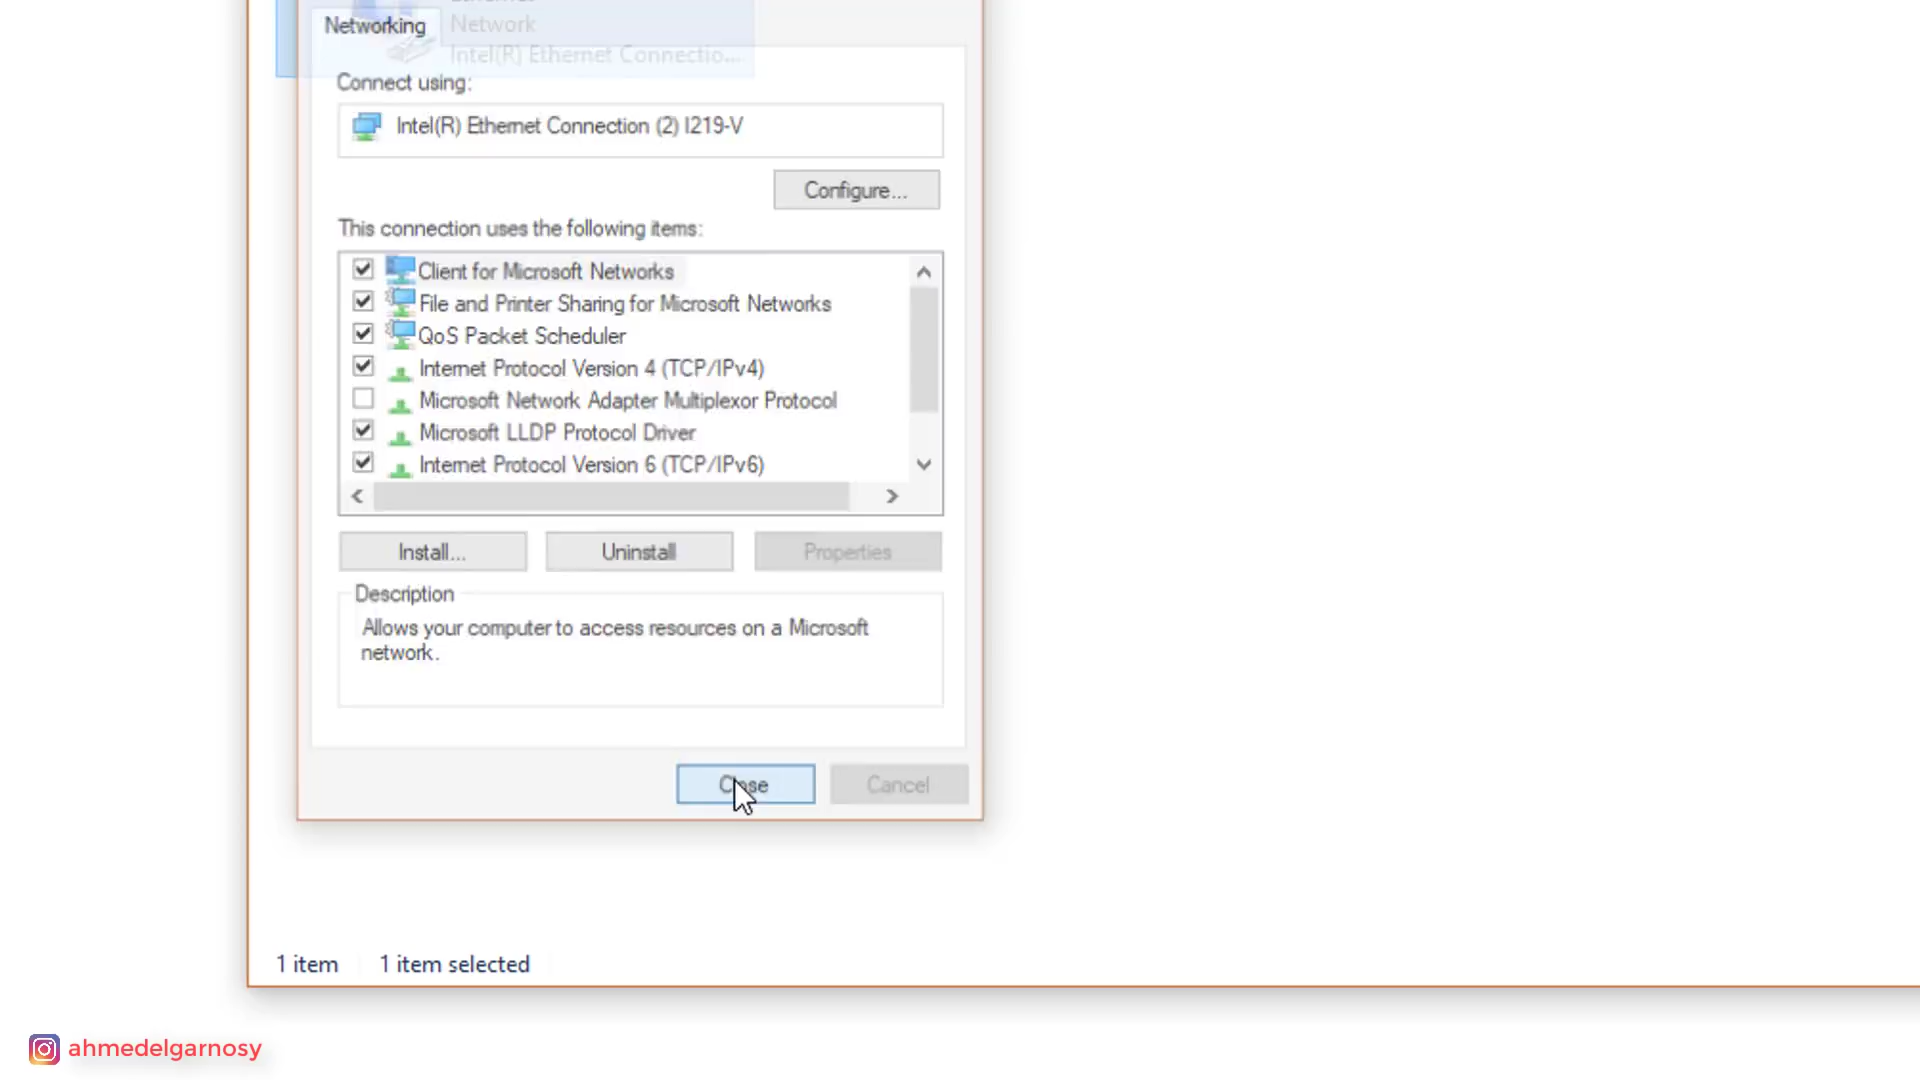 Networking
Network
Intel(R) Ethernet Connectio...
Connect using:
Intel(R) Ethernet Connection (2) I219-V
Configure...
This connection uses the following items:
Client for Microsoft Networks
File and Printer Sharing for Microsoft Networks
QoS Packet Scheduler
Internet Protocol Version 4 (TCP/IPv4)
Microsoft Network Adapter Multiplexor Protocol
Microsoft LLDP Protocol Driver
Internet Protocol Version 6 (TCP/IPv6)
Install... Uninstall Properties
Description
Allows your computer to access resources on a Microsoft
network.
Close Cancel
1 item 1 item selected
ahmedelgarnosy